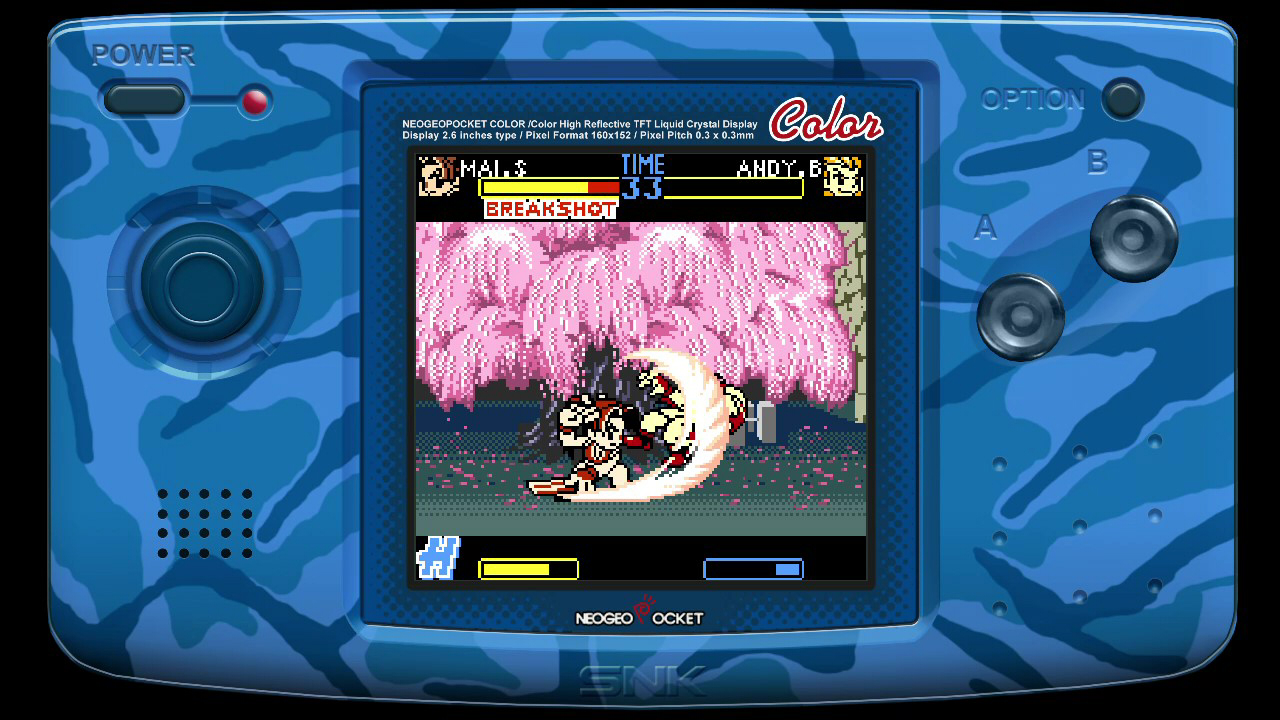 POWER
OPTION
NEOGEOPOCKET COLOR /Color High Reflective TFT Liquid Crystal Display
Display 2.6 inches type / Pixel Format 160x152 / Pixel Pitch 0.3 x 0.3mm
Color
B
A
MAI.S
TIME
ANDY.B
33
BREAKSHOT
H
NEOGEO POCKET
SNK